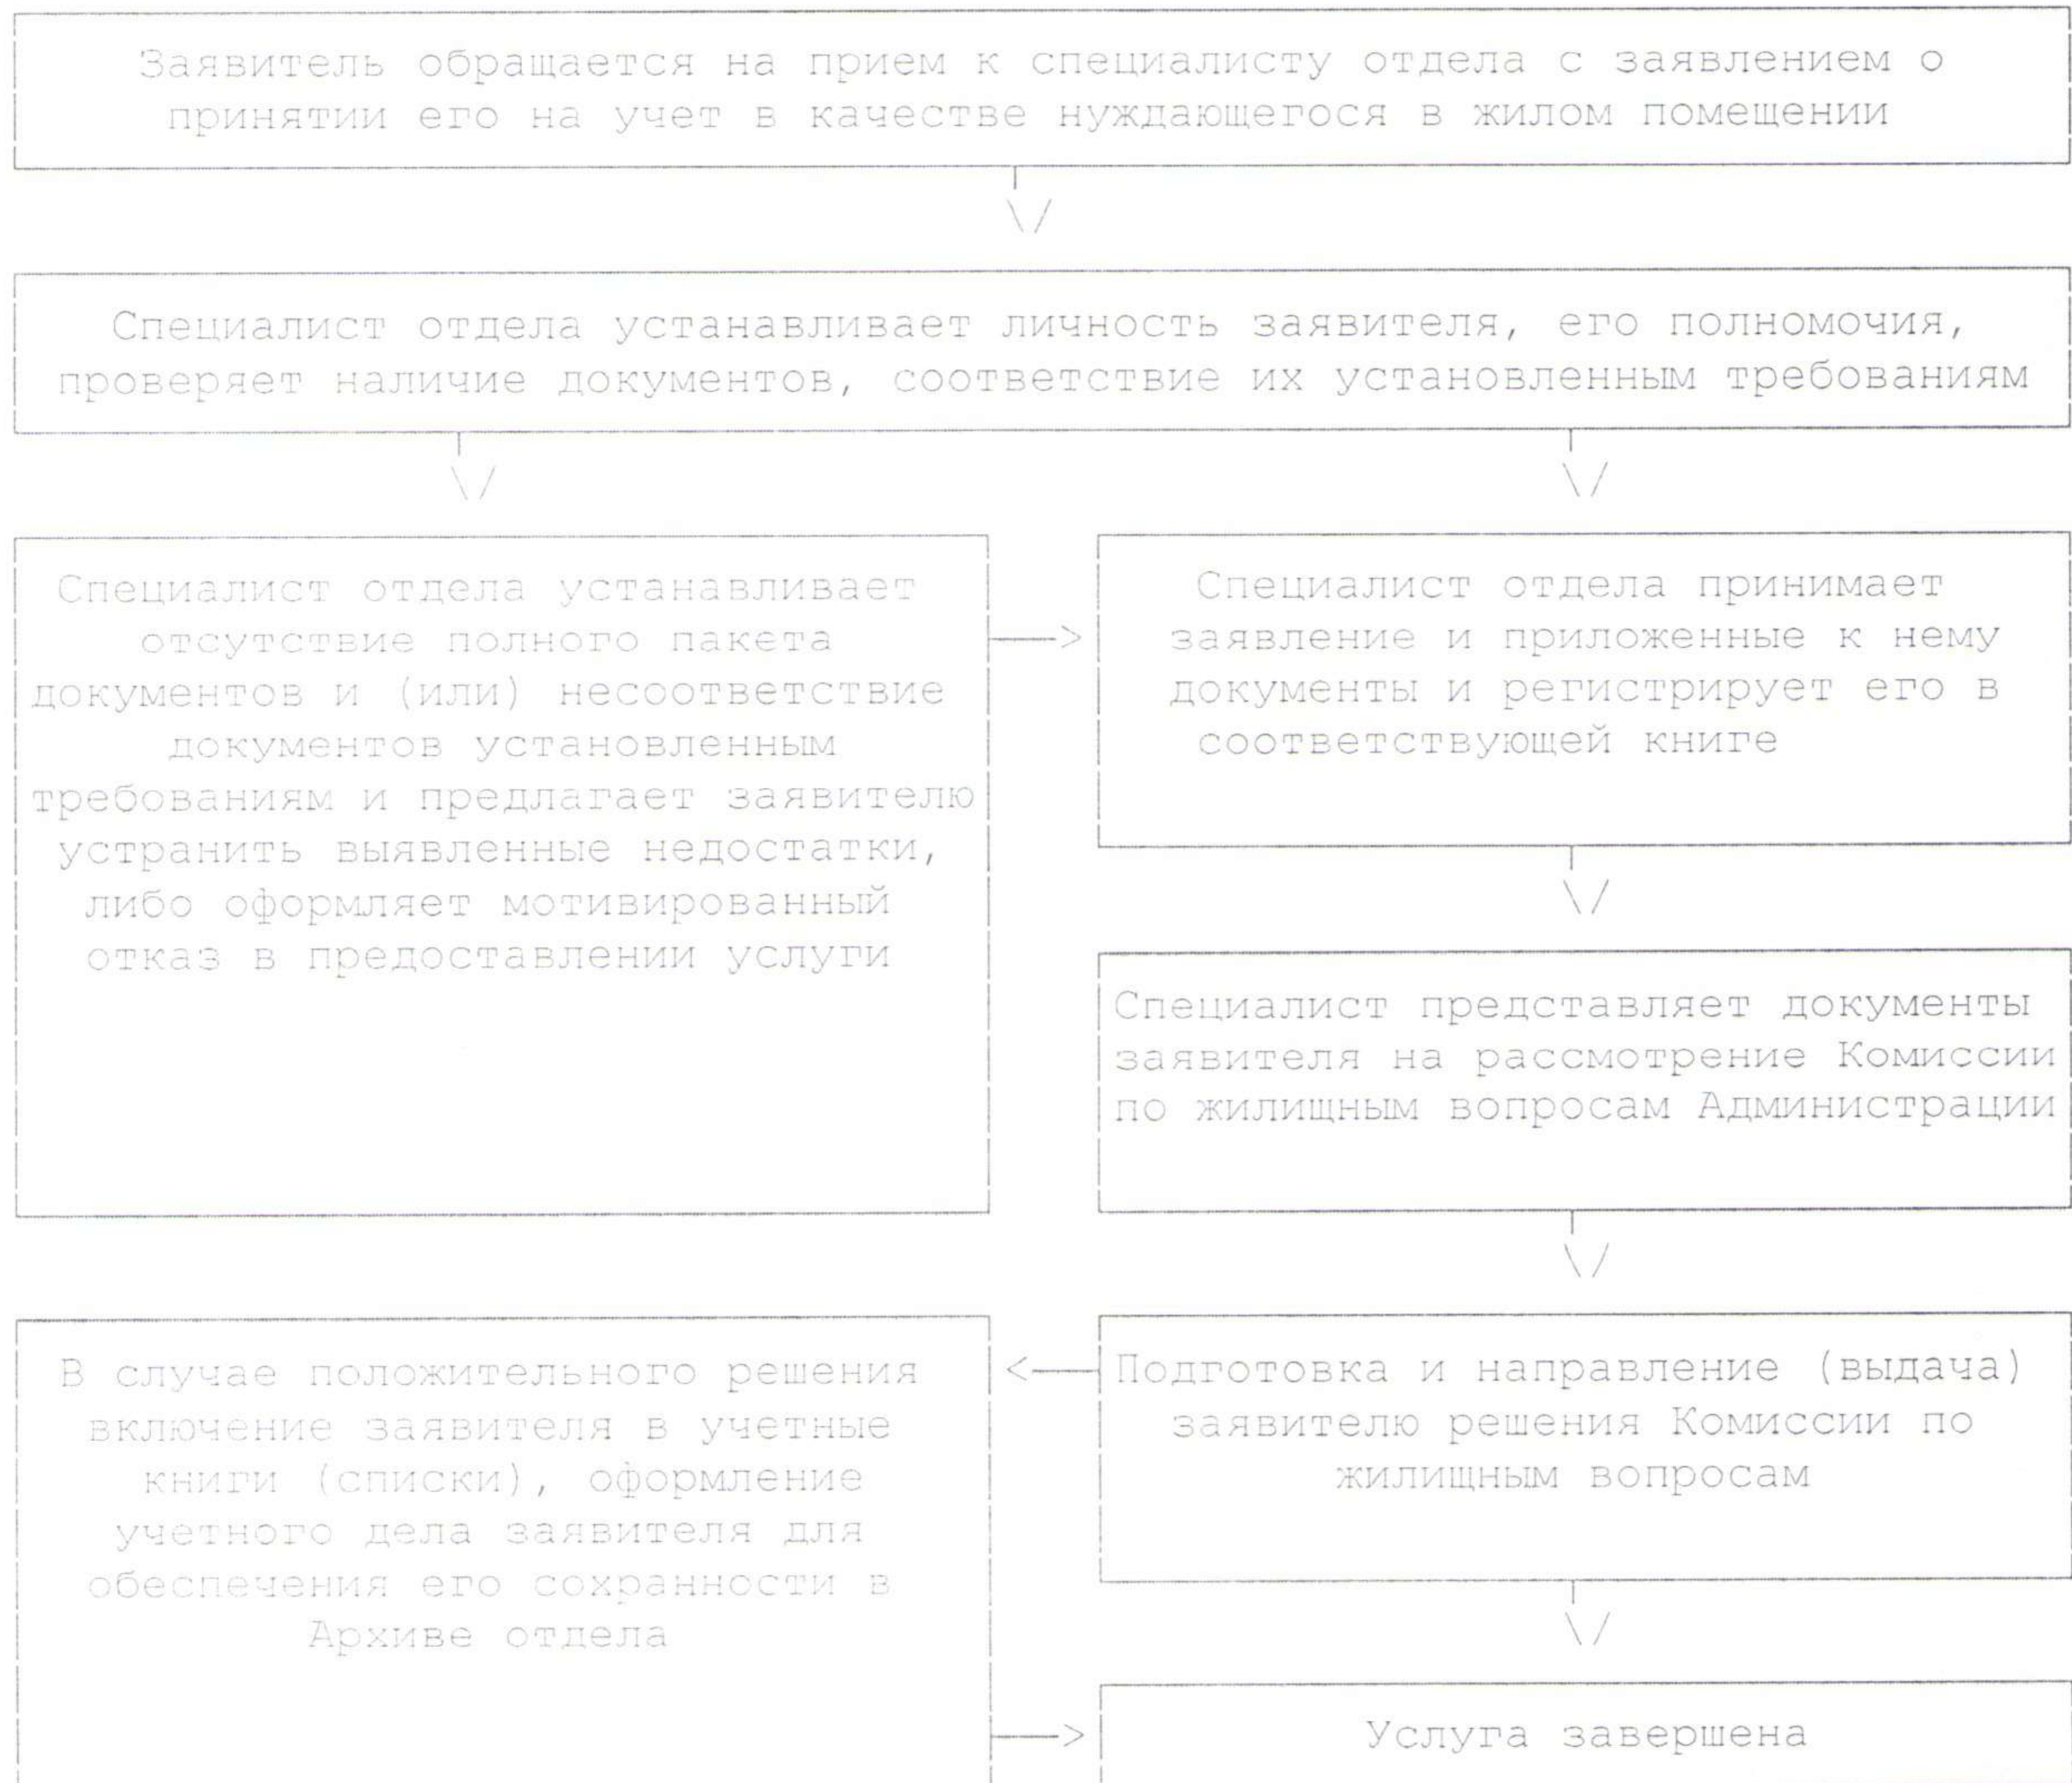 Заявитель обращается на прием к специалисту отдела с заявлением о
принятии его на учет в качестве нуждающегося в жилом помещении
Специалист отдела устанавливает личность заявителя, его полномочия,
проверяет наличие документов, соответствие их установленным требованиям
Специалист отдела устанавливает
отсутствие полного пакета
документов и (или) несоответствие
документов установленным
требованиям и предлагает заявителю
устранить выявленные недостатки,
либо оформляет мотивированный
отказ в предоставлении услуги
Специалист отдела принимает
заявление и приложенные к нему
документы и регистрирует его в
соответствующей книге
Специалист представляет документы
заявителя на рассмотрение Комиссии
по жилищным вопросам Администрации
Подготовка и направление (выдача)
заявителю решения Комиссии по
жилищным вопросам
В случае положительного решения
включение заявителя в учетные
книги (списки), оформление
учетного дела заявителя для
обеспечения его сохранности в
Архиве отдела
Услуга завершена